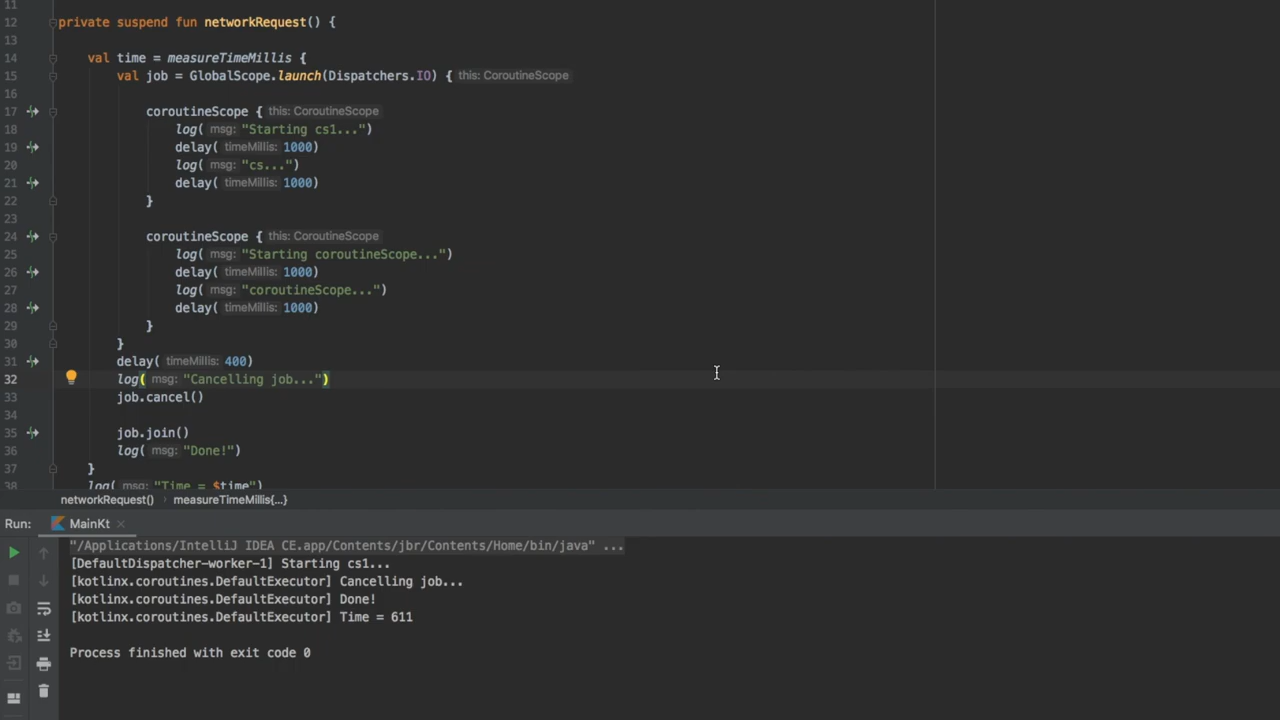 11
12 private suspend fun networkRequest() {
13
14 val time = measureTimeMillis {
15 val job = GlobalScope.launch(Dispatchers.IO) { this: CoroutineScope
16
17 coroutineScope { this: CoroutineScope
18 log( msg: "Starting cs1...")
19 delay( timeMillis: 1000)
20 log( msg: "cs...")
21 delay( timeMillis: 1000)
22 }
23
24 coroutineScope { this: CoroutineScope
25 log( msg: "Starting coroutineScope...")
26 delay( timeMillis: 1000)
27 log( msg: "coroutineScope...")
28 delay( timeMillis: 1000)
29 }
30 }
31 delay( timeMillis: 400)
32 log( msg: "Cancelling job...")
33 job.cancel()
34
35 job.join()
36 log( msg: "Done!")
37 }
38 log( msg: "Time = $time")
networkRequest() › measureTimeMillis{...}
Run: MainKt ×
"/Applications/IntelliJ IDEA CE.app/Contents/jbr/Contents/Home/bin/java" ...
[DefaultDispatcher-worker-1] Starting cs1...
[kotlinx.coroutines.DefaultExecutor] Cancelling job...
[kotlinx.coroutines.DefaultExecutor] Done!
[kotlinx.coroutines.DefaultExecutor] Time = 611
Process finished with exit code 0